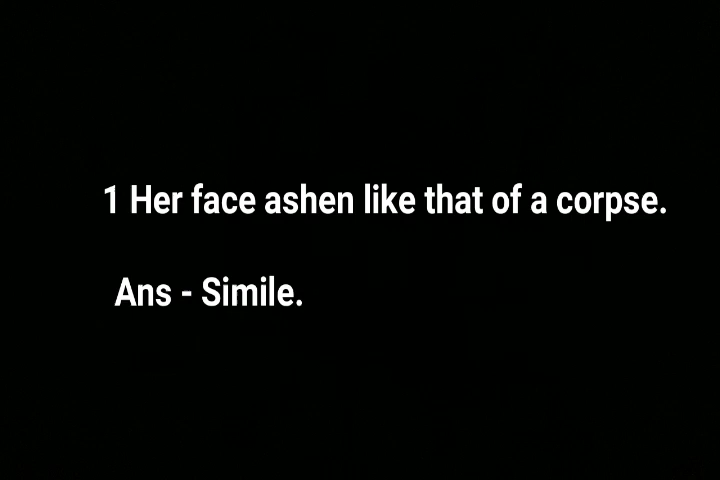 1 Her face ashen like that of a corpse.
Ans - Simile.